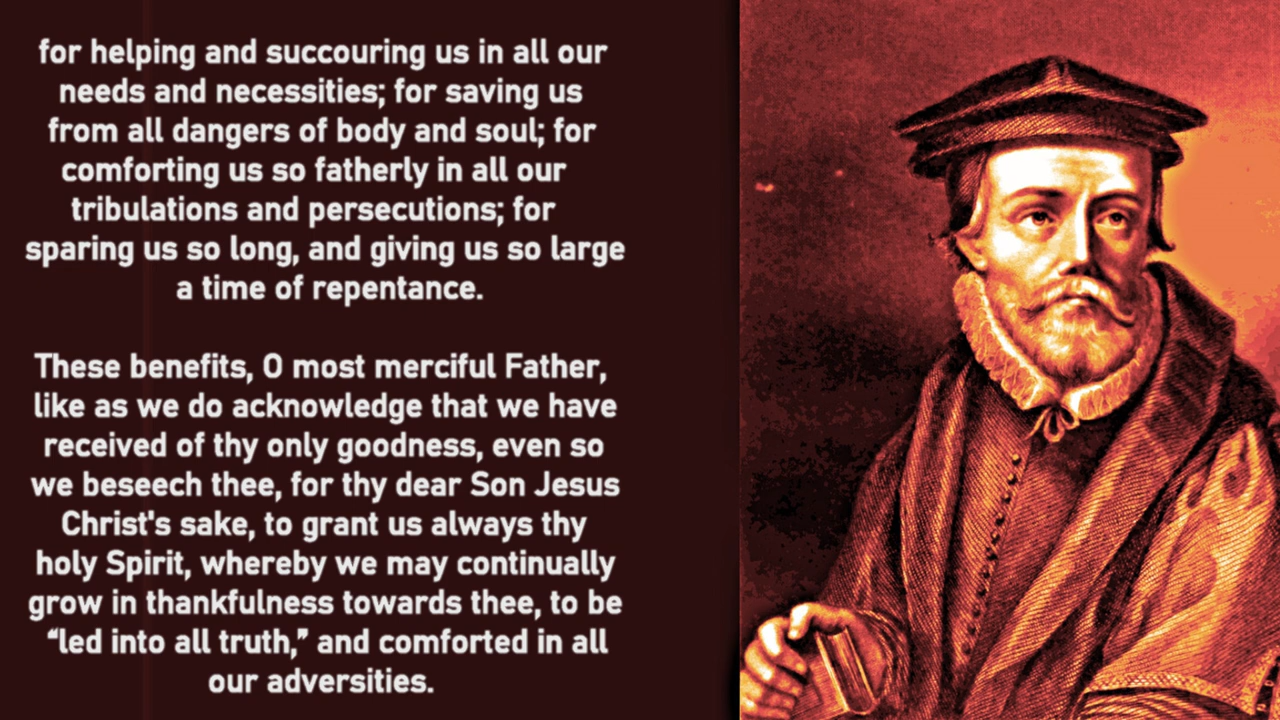 for helping and succouring us in all our
needs and necessities; for saving us
from all dangers of body and soul; for
comforting us so fatherly in all our
tribulations and persecutions; for
sparing us so long, and giving us so large
a time of repentance.
These benefits, O most merciful Father,
like as we do acknowledge that we have
received of thy only goodness, even so
we beseech thee, for thy dear Son Jesus
Christ's sake, to grant us always thy
holy Spirit, whereby we may continually
grow in thankfulness towards thee, to be
“led into all truth,” and comforted in all
our adversities.